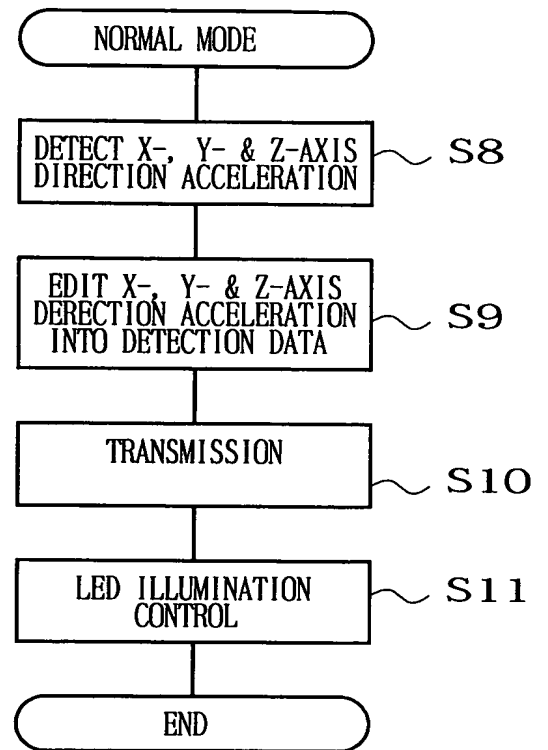 NORMAL MODE
DETECT X-, Y- & Z-AXIS
DIRECTION ACCELERATION
S8
EDIT X-, Y- & Z-AXIS
DERECTION ACCELERATION
INTO DETECTION DATA
S9
TRANSMISSION
S10
LED ILLUMINATION
CONTROL
S11
END